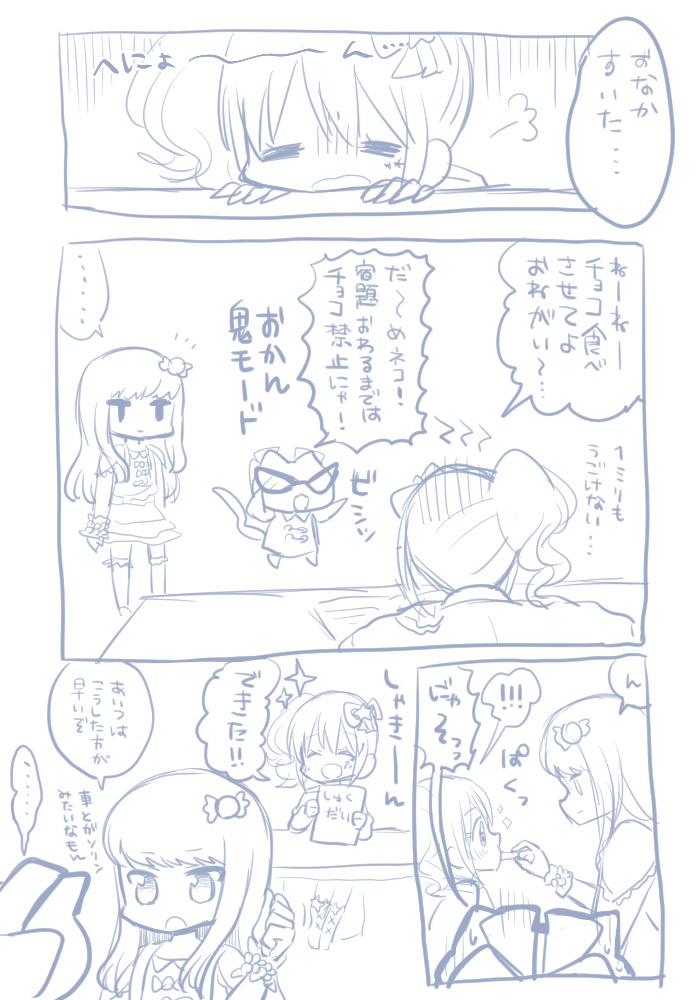 おなか
すいた…
へにょ〜〜ん…
ねーねー
チョコ食べ
させてよ
おねがい〜…
1ミリも
うごけない…
だ〜めネコ!
宿題おわるまでは
チョコ禁止にゃ!
おかん
鬼モード
ビシッ
……
ん
ぱくっ
!!!
にゃ
そっっ
しゃきーーん
できた!!
しゅく
だい
あいつは
こうした方が
早いぞ
車とガソリン
みたいなもん
……